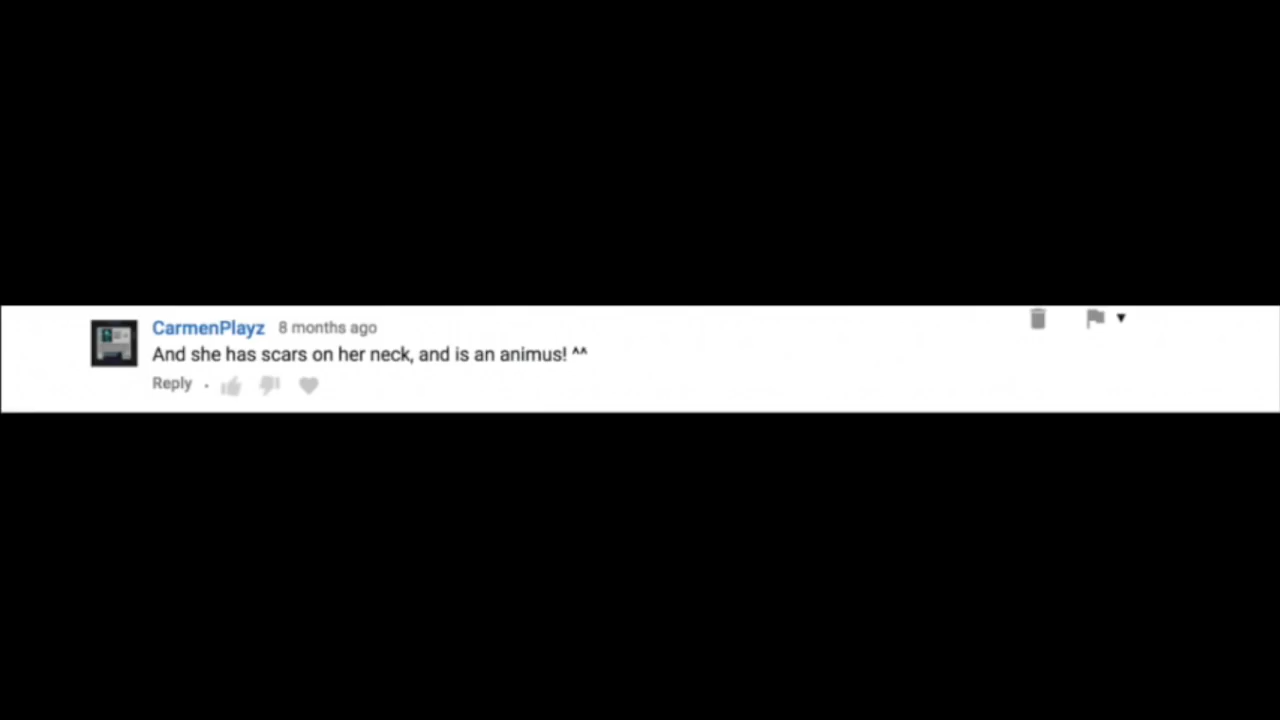 CarmenPlayz 8 months ago
And she has scars on her neck, and is an animus! ^^
Reply .